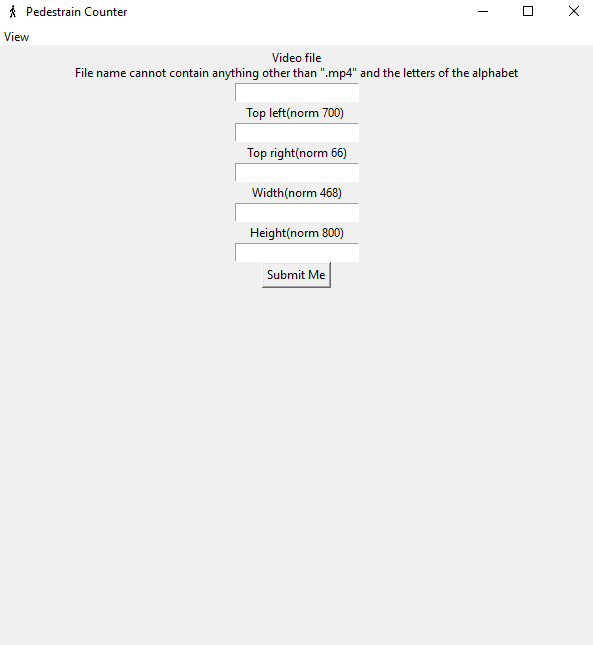 Pedestrain Counter
View
Video file
File name cannot contain anything other than ".mp4" and the letters of the alphabet
Top left(norm 700)
Top right(norm 66)
Width(norm 468)
Height(norm 800)
Submit Me